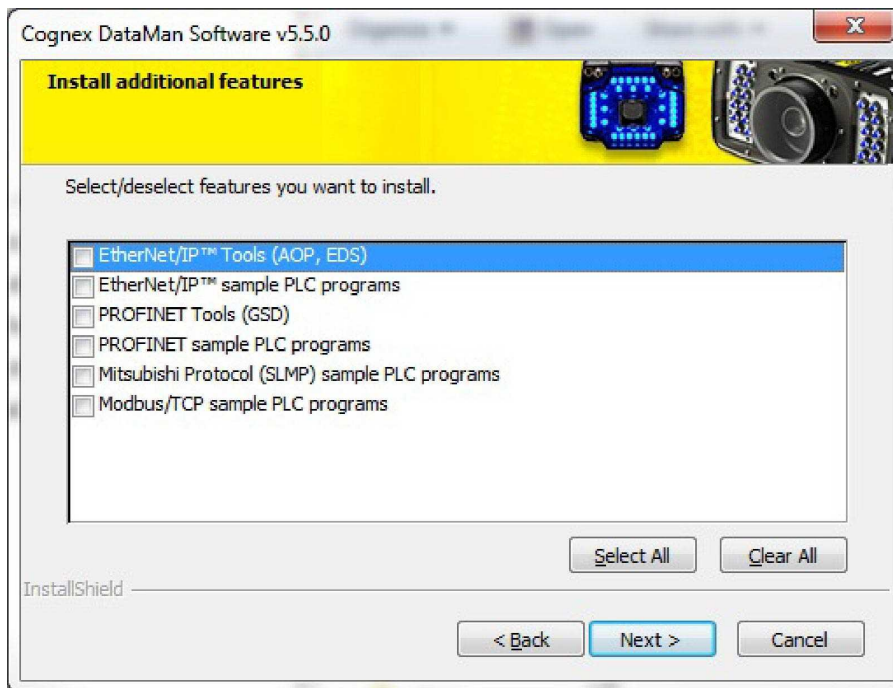 Cognex DataMan Software v5.5.0
Install additional features
Select/deselect features you want to install.
EtherNet/IP™ Tools (AOP, EDS)
EtherNet/IP™ sample PLC programs
PROFINET Tools (GSD)
PROFINET sample PLC programs
Mitsubishi Protocol (SLMP) sample PLC programs
Modbus/TCP sample PLC programs
Select All Clear All
InstallShield
< Back Next > Cancel